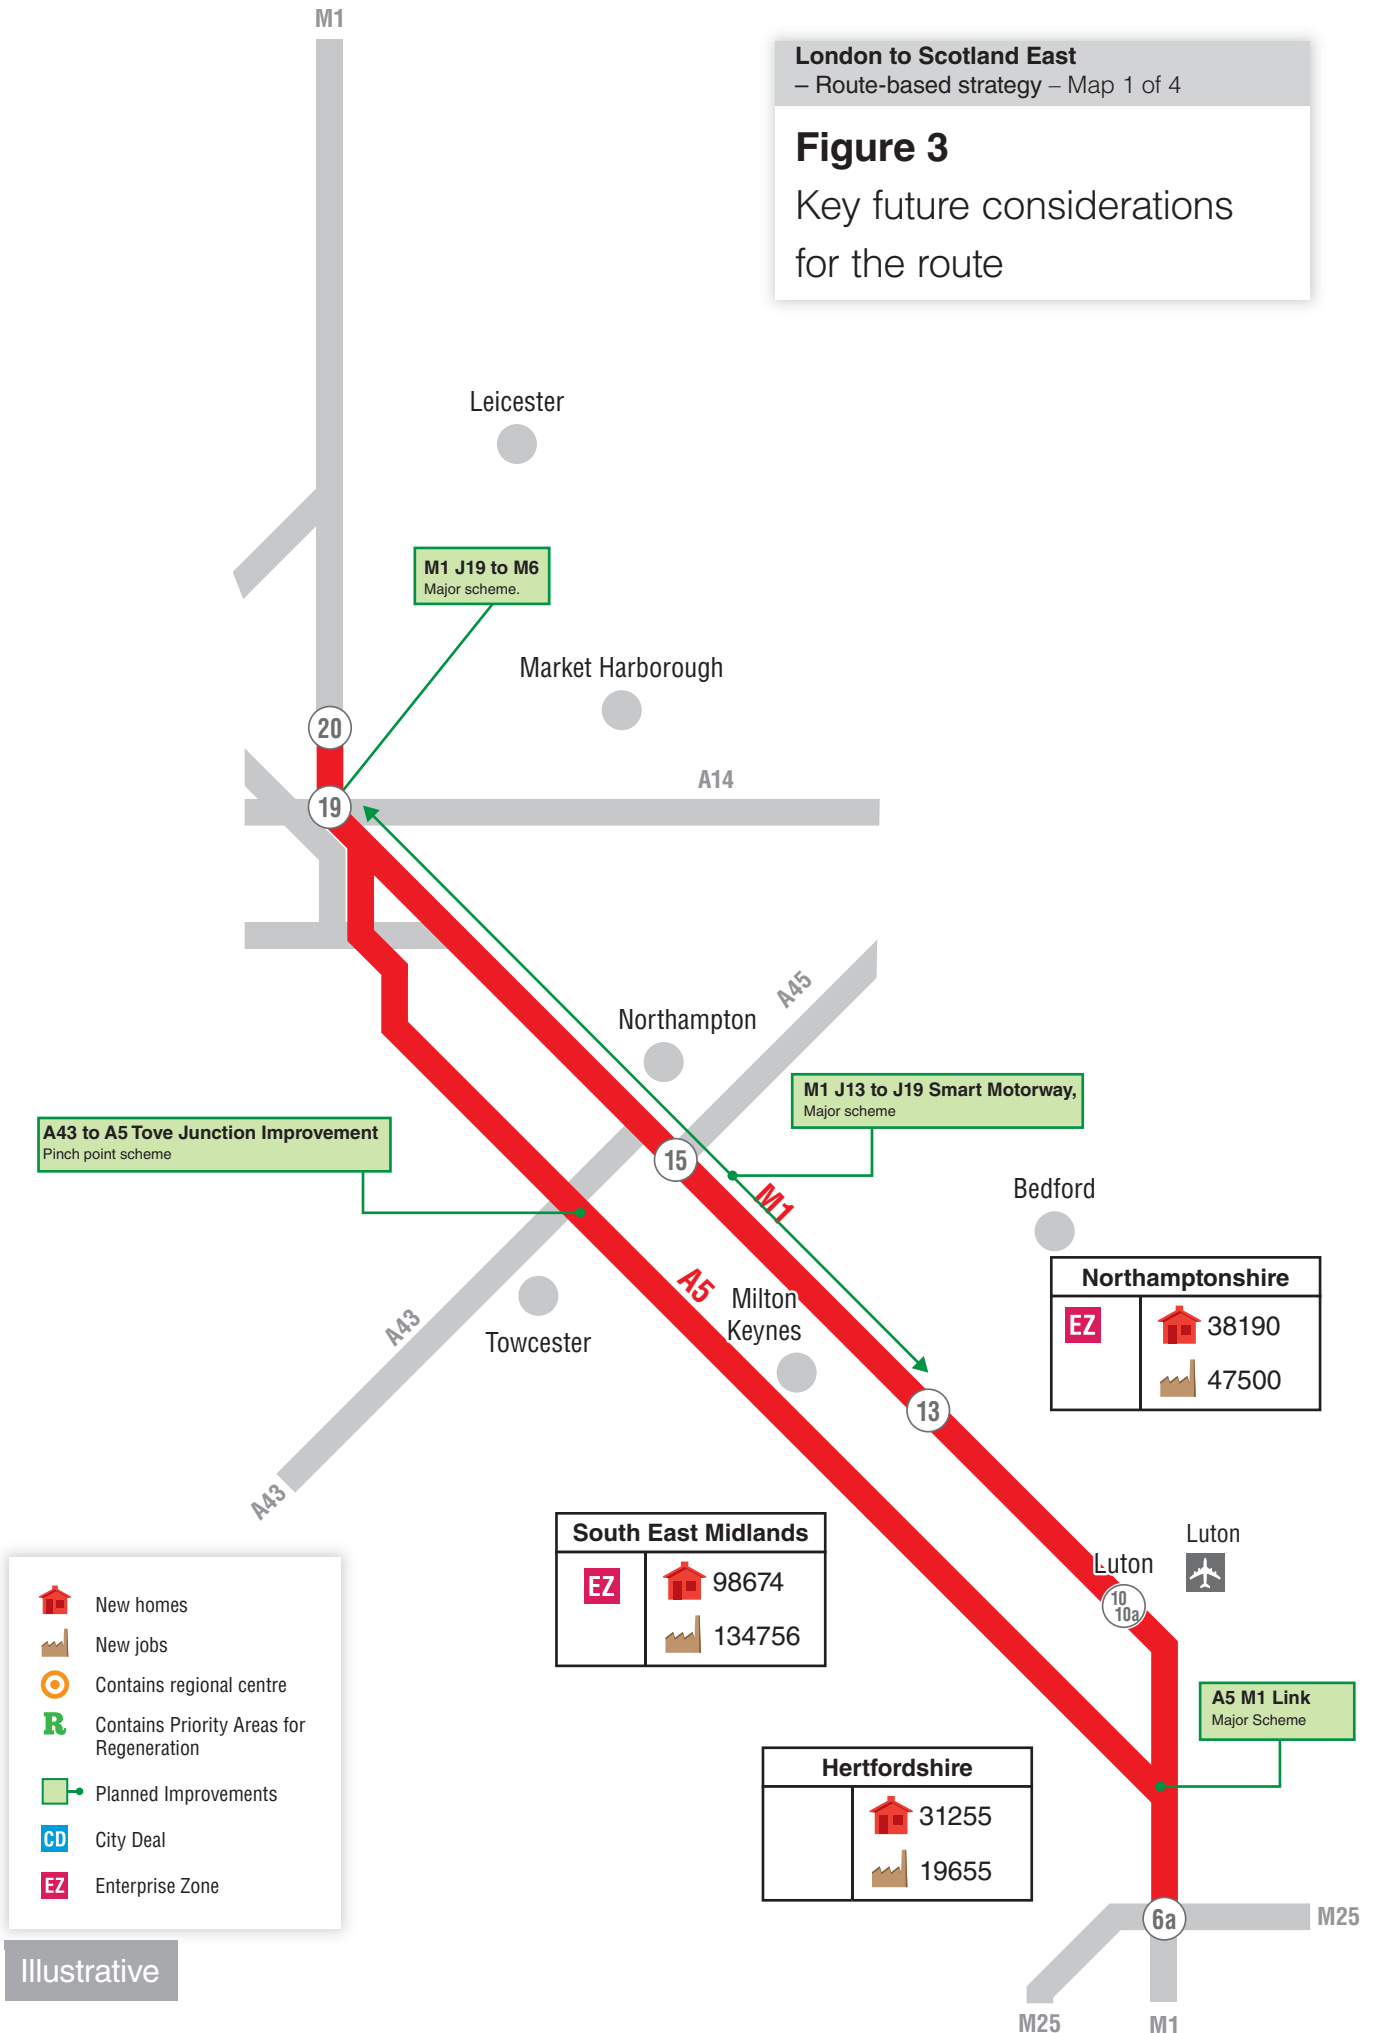 M1
London to Scotland East
– Route-based strategy – Map 1 of 4
Figure 3
Key future considerations
for the route
Leicester
M1 J19 to M6
Major scheme.
Market Harborough
20
A14
19
A45
Northampton
M1 J13 to J19 Smart Motorway,
Major scheme
A43 to A5 Tove Junction Improvement
Pinch point scheme
15
M1
Bedford
A5
Milton
Keynes
Northamptonshire
EZ
38190
47500
A43
Towcester
13
A43
South East Midlands
EZ
98674
134756
Luton
Luton
10
10a
New homes
New jobs
Contains regional centre
R
Contains Priority Areas for
Regeneration
Planned Improvements
CD
City Deal
EZ
Enterprise Zone
A5 M1 Link
Major Scheme
Hertfordshire
31255
19655
6a
M25
Illustrative
M25
M1